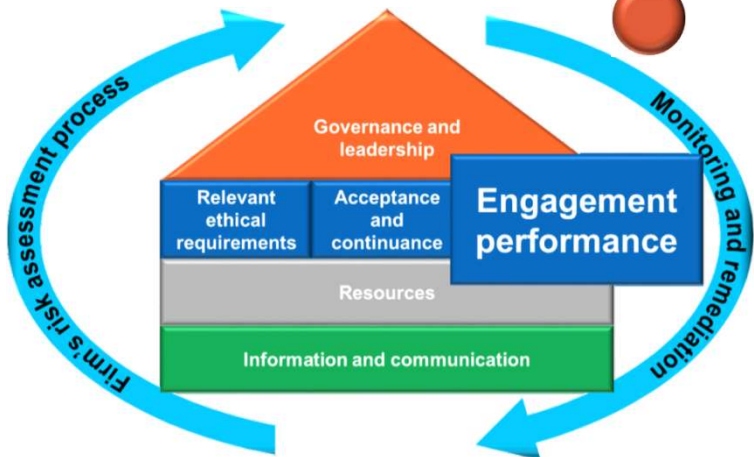 Firm's risk assessment process
Monitoring and remediation
Governance and
leadership
Relevant
ethical
requirements
Acceptance
and
continuance
Engagement
performance
Resources
Information and communication